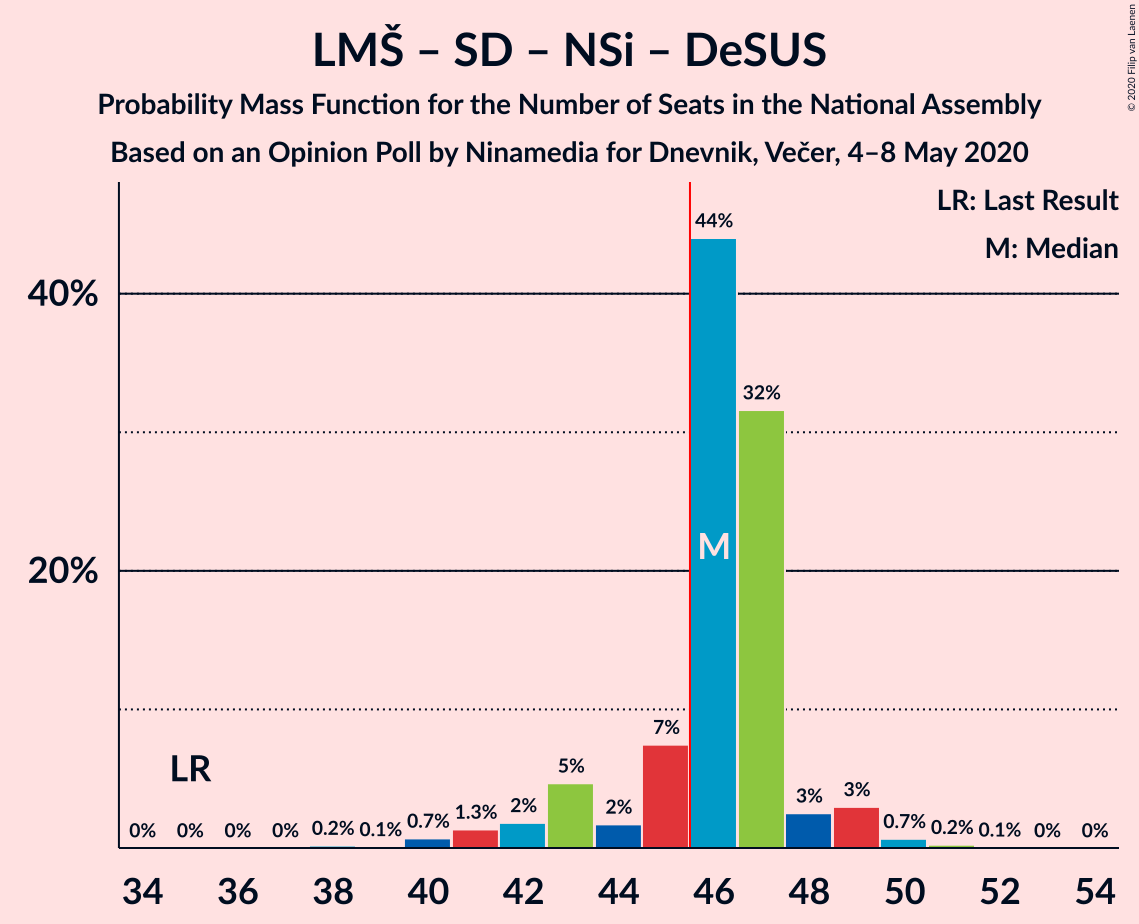 LMŠ – SD – NSi – DeSUS
Probability Mass Function for the Number of Seats in the National Assembly
Based on an Opinion Poll by Ninamedia for Dnevnik, Večer, 4–8 May 2020
© 2020 Filip van Laenen
LR: Last Result
M: Median
40%
20%
LR
M
0%
0%
0%
0%
0.2%
0.1%
0.7%
1.3%
2%
5%
2%
7%
44%
32%
3%
3%
0.7%
0.2%
0.1%
0%
0%
34 36 38 40 42 44 46 48 50 52 54